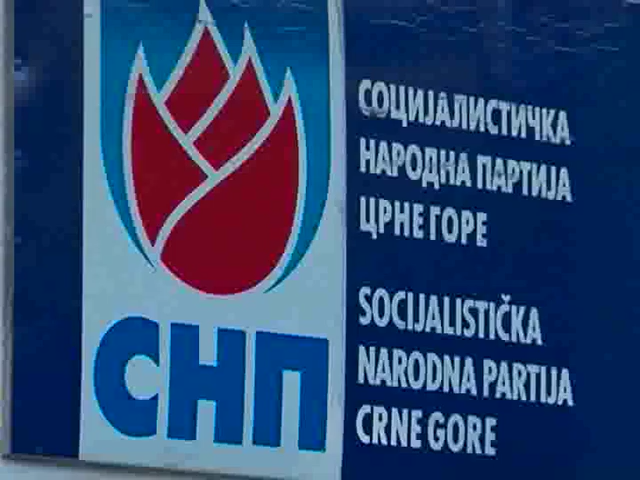 СНП
СОЦИЈАЛИСТИЧКА
НАРОДНА ПАРТИЈА
ЦРНЕ ГОРЕ
SOCIJALISTIČKA
NARODNA PARTIJA
CRNE GORE